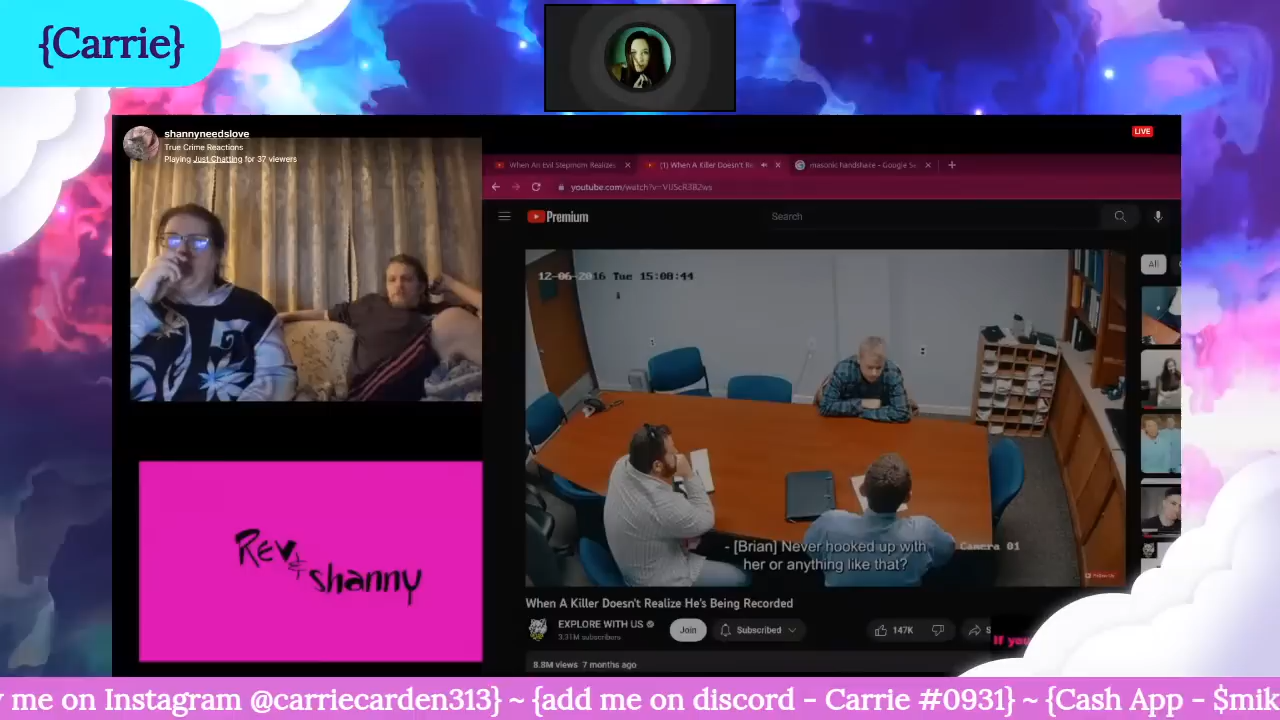 {Carrie}
shannyneedslove
True Crime Reactions
Playing Just Chatting for 37 viewers
LIVE
When An Evil Stepmom Realizes
(1) When A Killer Doesn't Re
masonic handshake - Google Se
Premium
Search
12-06-2016 Tue 15:08:44
All
- [Brian] Never hooked up with
her or anything like that?
Camera 01
Rev & shanny
When A Killer Doesn't Realize He's Being Recorded
EXPLORE WITH US
3.31M subscribers
Join
Subscribed
147K
S
If you
8.8M views 7 months ago
y me on Instagram @carriecarden313} ~ {add me on discord - Carrie #0931} ~ {Cash App - $mik